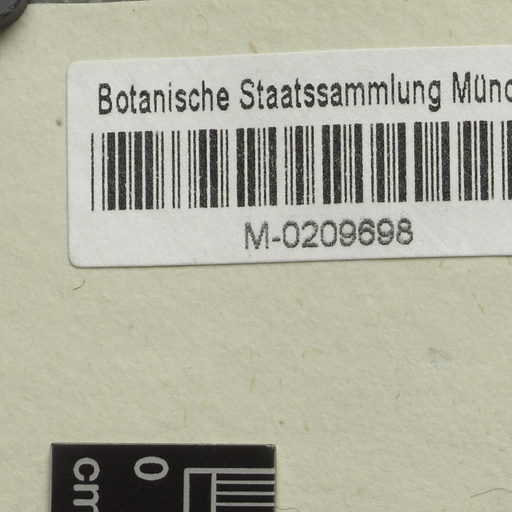 Botanische Staatssammlung Münc
M-0209698
0
cm